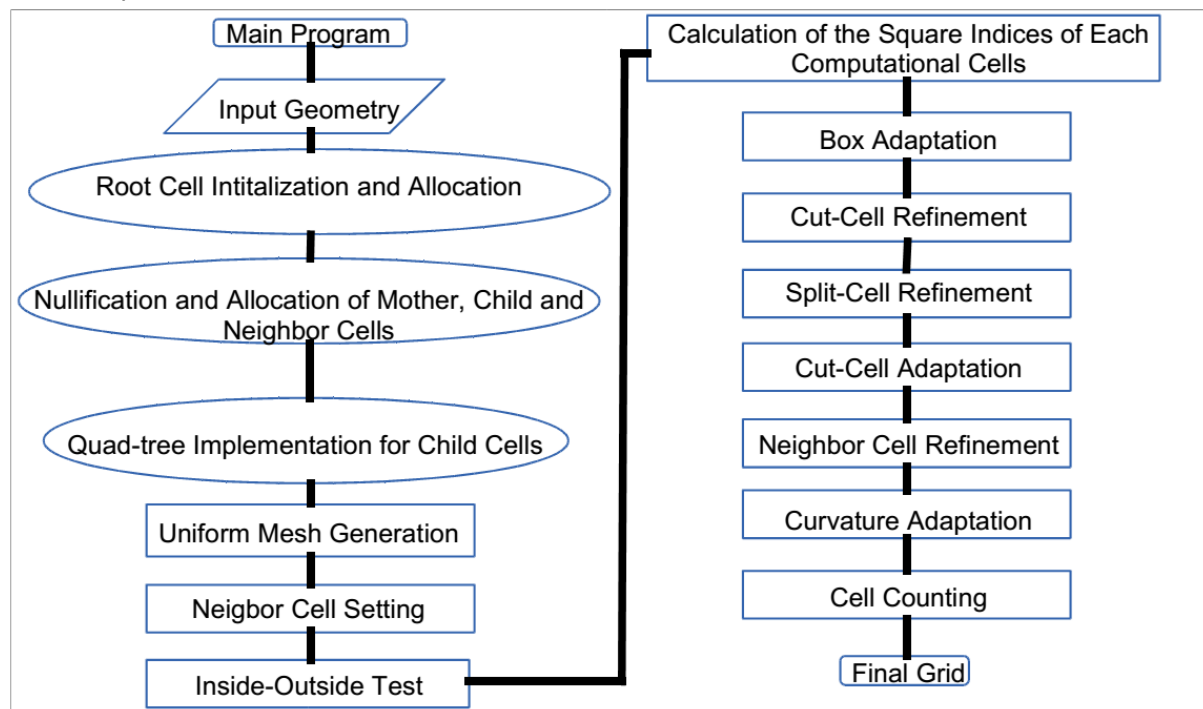 Main Program
Input Geometry
Root Cell Intitalization and Allocation
Nullification and Allocation of Mother, Child and
Neighbor Cells
Quad-tree Implementation for Child Cells
Uniform Mesh Generation
Neigbor Cell Setting
Inside-Outside Test
Calculation of the Square Indices of Each
Computational Cells
Box Adaptation
Cut-Cell Refinement
Split-Cell Refinement
Cut-Cell Adaptation
Neighbor Cell Refinement
Curvature Adaptation
Cell Counting
Final Grid